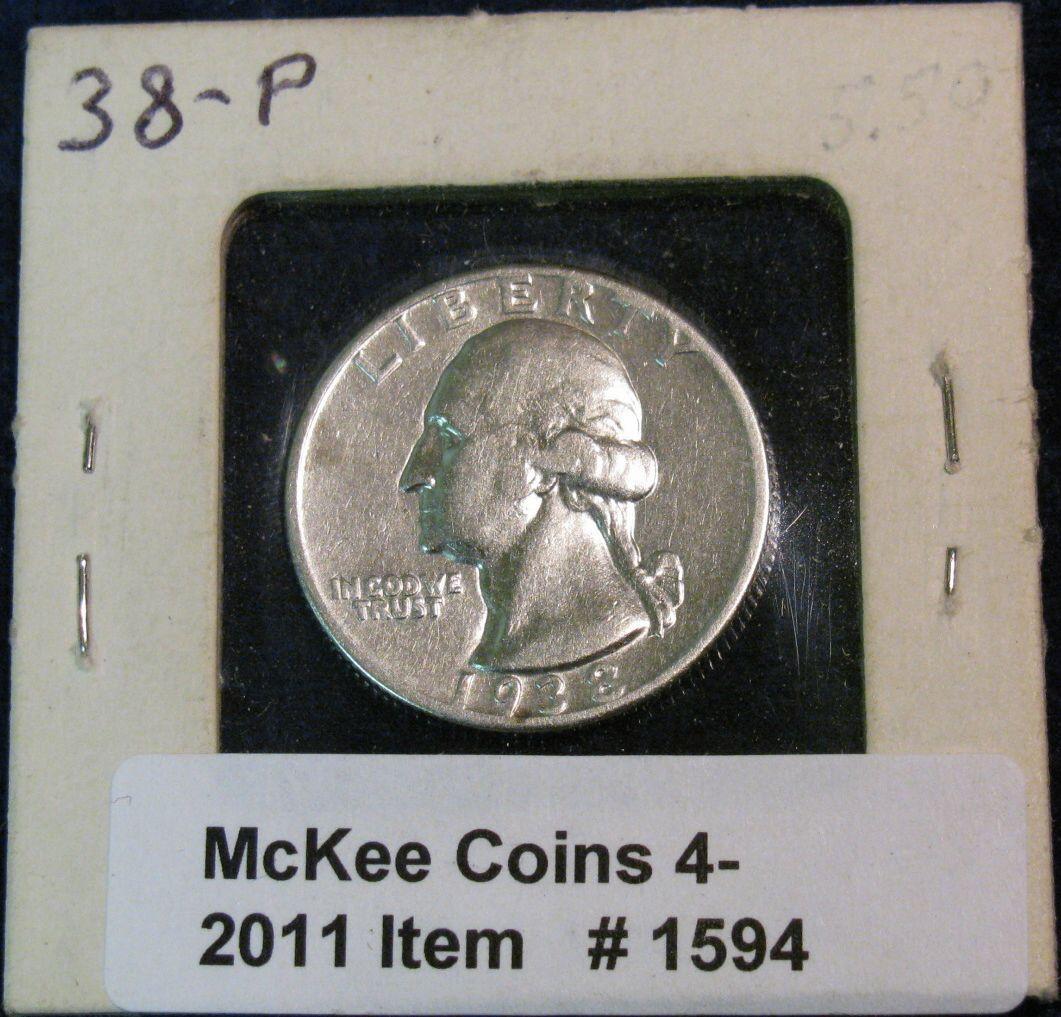 38-P
5.50
LIBERTY
IN GOD WE
TRUST
1938
McKee Coins 4-
2011 Item # 1594